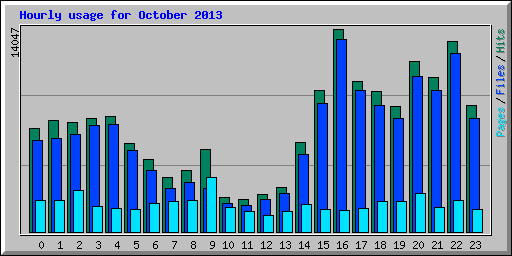 Hourly usage for October 2013
14047
Pages/Files/Hits
0 1 2 3 4 5 6 7 8 9 10 11 12 13 14 15 16 17 18 19 20 21 22 23